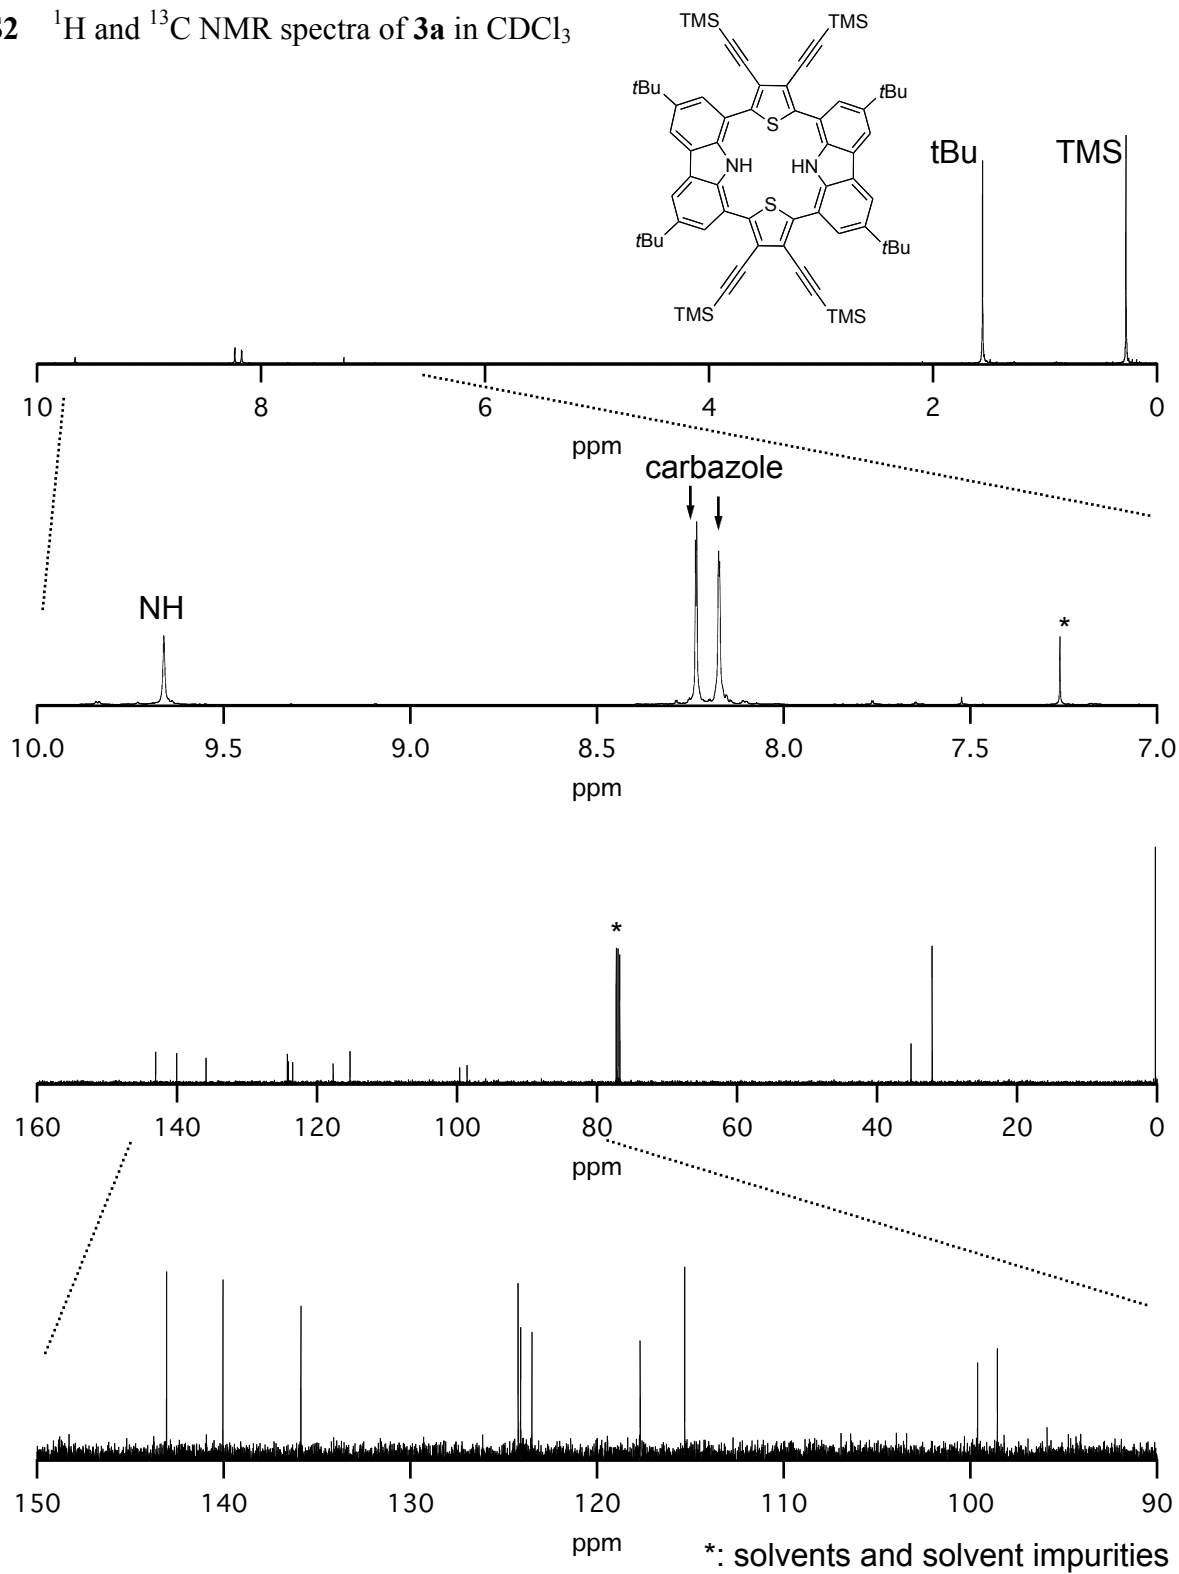 S2 ¹H and ¹³C NMR spectra of 3a in CDCl₃
TMS TMS
tBu tBu
S
NH HN
S
tBu tBu
TMS TMS
tBu TMS
10 8 6 4 2 0
ppm
carbazole
NH
*
10.0 9.5 9.0 8.5 8.0 7.5 7.0
ppm
*
160 140 120 100 80 60 40 20 0
ppm
150 140 130 120 110 100 90
ppm
*: solvents and solvent impurities